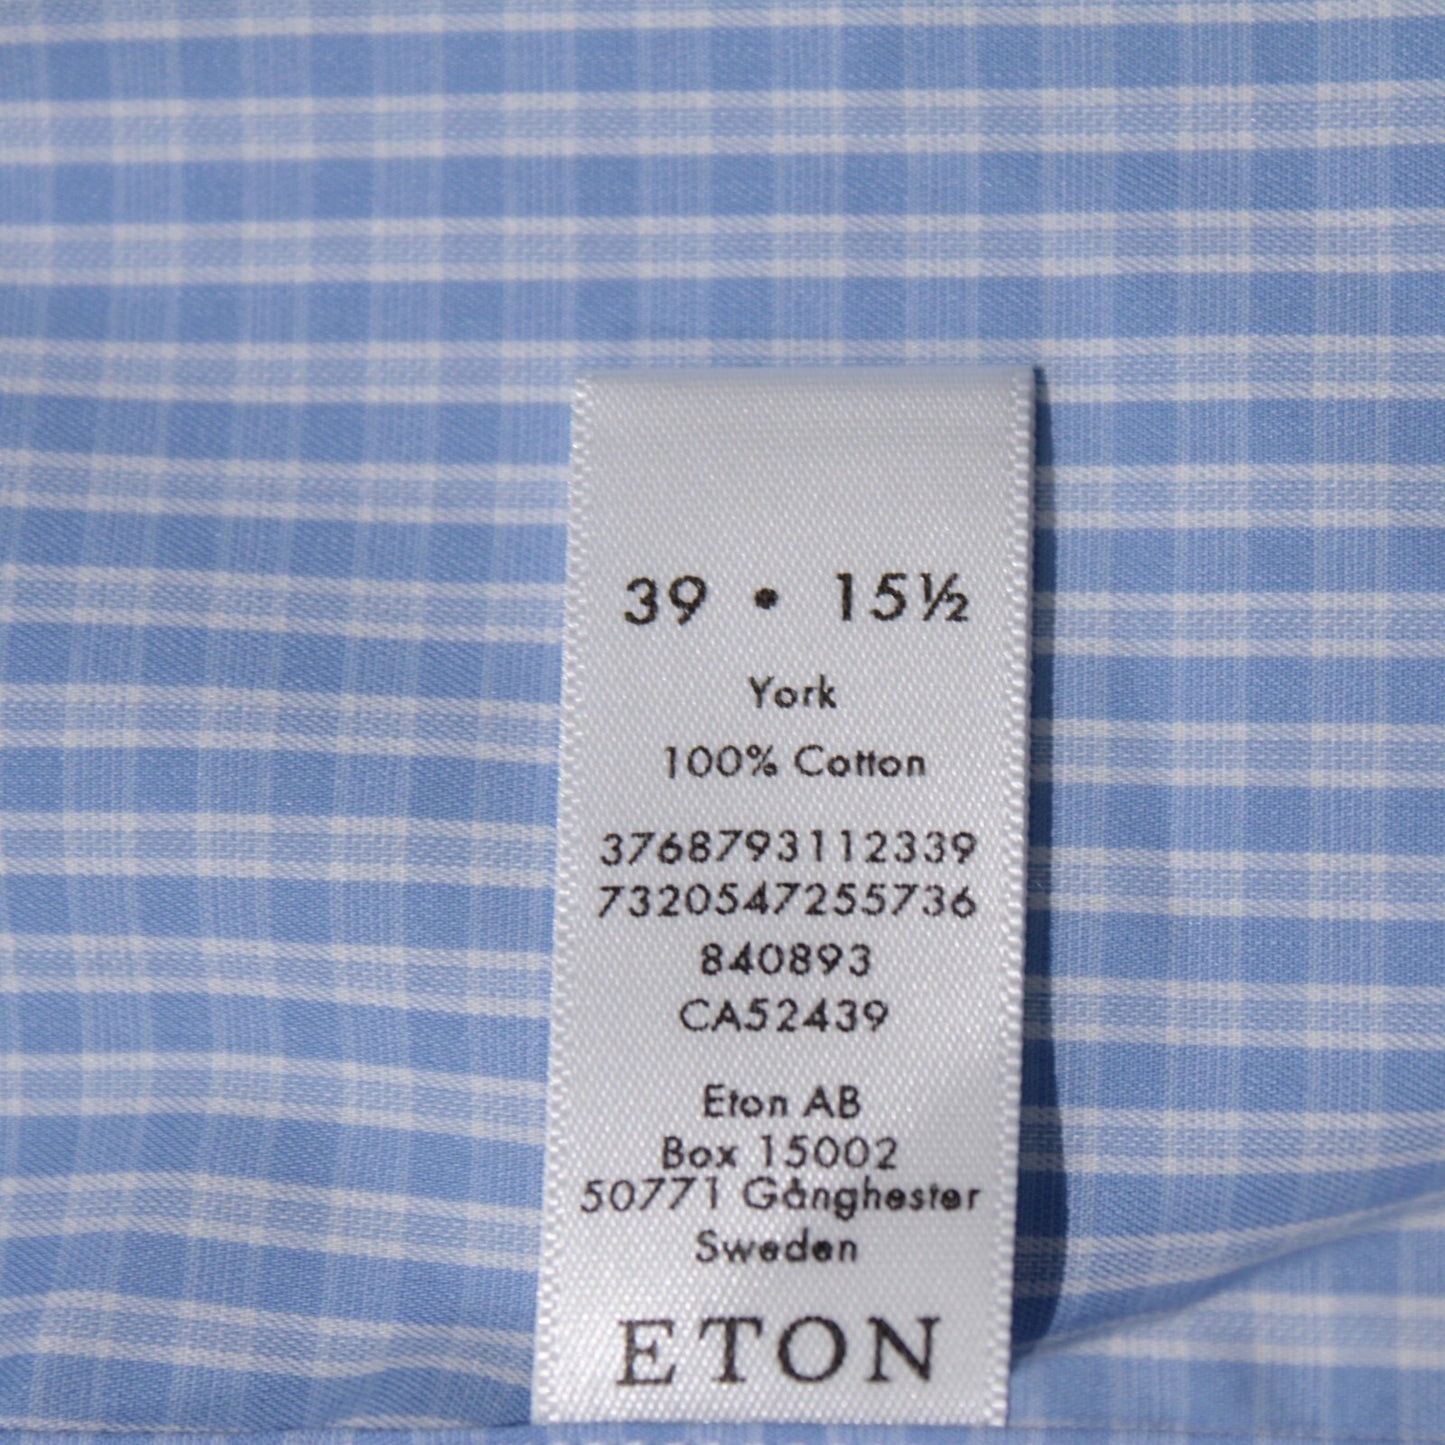 39 • 15½
York
100% Cotton
3768793112339
7320547255736
840893
CA52439
Eton AB
Box 15002
50771 Gånghester
Sweden
ETON